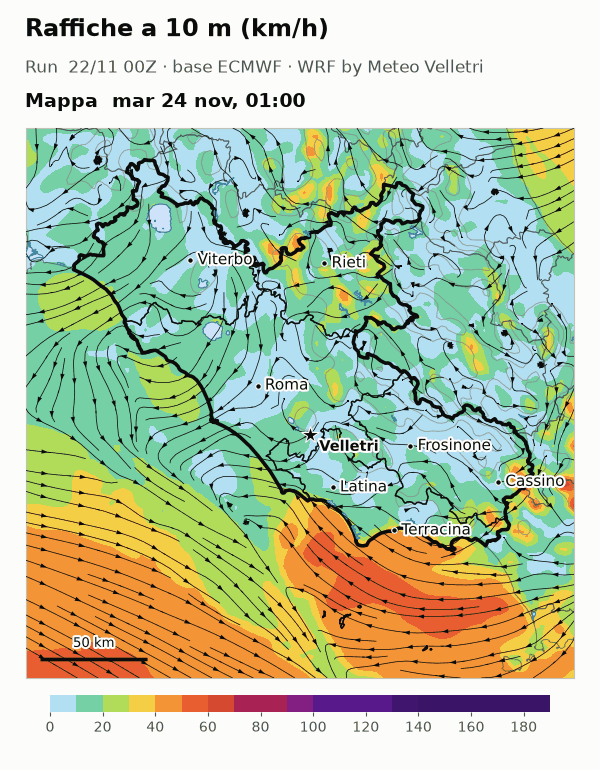 Raffiche a 10 m (km/h)
Run 22/11 00Z · base ECMWF · WRF by Meteo Velletri
Mappa mar 24 nov, 01:00
Viterbo
Rieti
Roma
Velletri
Frosinone
Cassino
Latina
Terracina
50 km
0 20 40 60 80 100 120 140 160 180